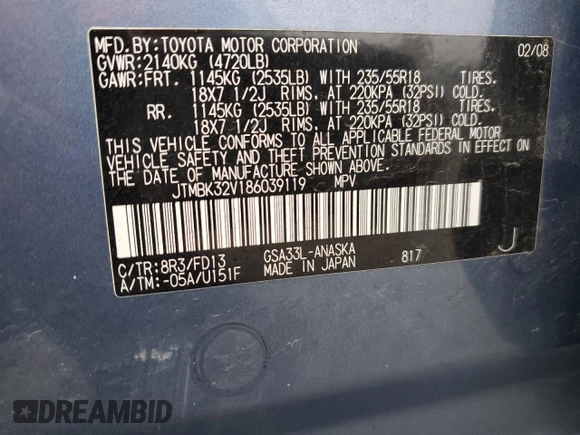 MFD. BY: TOYOTA MOTOR CORPORATION 02/08
GVWR: 2140KG (4720LB)
GAWR: FRT. 1145KG (2535LB) WITH 235/55R18 TIRES,
18X7 1/2J RIMS, AT 220KPA (32PSI) COLD.
RR. 1145KG (2535LB) WITH 235/55R18 TIRES,
18X7 1/2J RIMS, AT 220KPA (32PSI) COLD.
THIS VEHICLE CONFORMS TO ALL APPLICABLE FEDERAL MOTOR
VEHICLE SAFETY AND THEFT PREVENTION STANDARDS IN EFFECT
ON THE DATE OF MANUFACTURE SHOWN ABOVE.
JTMBK32V186039119 MPV
C/TR: 8R3/FD13 GSA33L-ANASKA 817 J
A/TM: -05A/U151F MADE IN JAPAN
DREAMBID